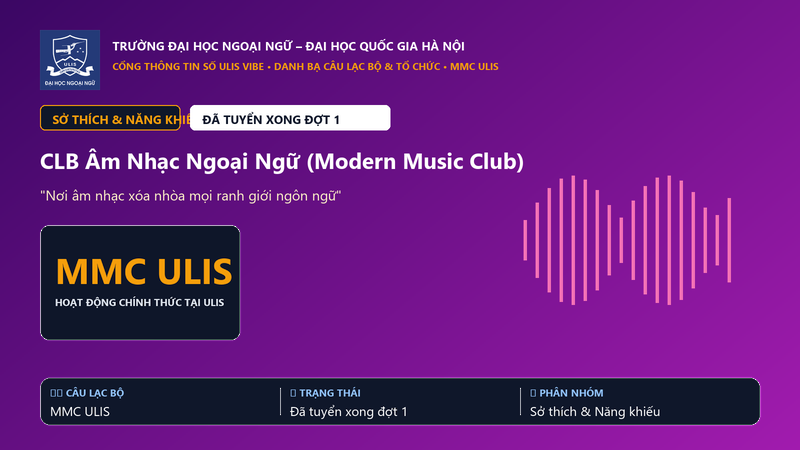 TRƯỜNG ĐẠI HỌC NGOẠI NGỮ – ĐẠI HỌC QUỐC GIA HÀ NỘI
CỔNG THÔNG TIN SỐ ULIS VIBE • DANH BẠ CÂU LẠC BỘ & TỔ CHỨC • MMC ULIS
ULIS
ĐẠI HỌC NGOẠI NGỮ
SỞ THÍCH & NĂNG KHIẾ
ĐÃ TUYỂN XONG ĐỢT 1
CLB Âm Nhạc Ngoại Ngữ (Modern Music Club)
"Nơi âm nhạc xóa nhòa mọi ranh giới ngôn ngữ"
MMC ULIS
HOẠT ĐỘNG CHÍNH THỨC TẠI ULIS
CÂU LẠC BỘ
MMC ULIS
TRẠNG THÁI
Đã tuyển xong đợt 1
PHÂN NHÓM
Sở thích & Năng khiếu